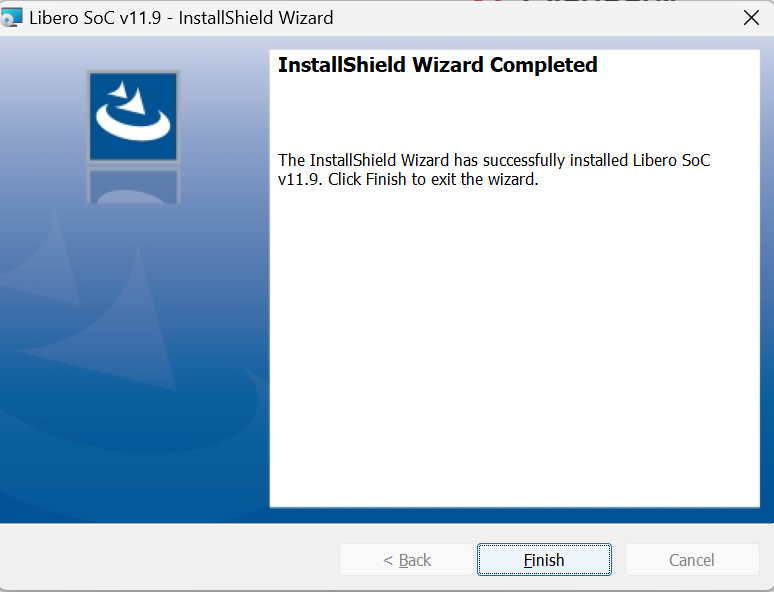 Libero SoC v11.9 - InstallShield Wizard
InstallShield Wizard Completed
The InstallShield Wizard has successfully installed Libero SoC
v11.9. Click Finish to exit the wizard.
< Back
Finish
Cancel